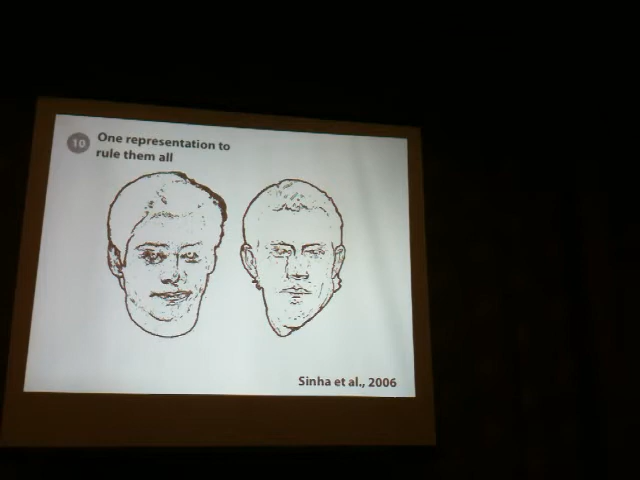 10 One representation to
rule them all
Sinha et al., 2006